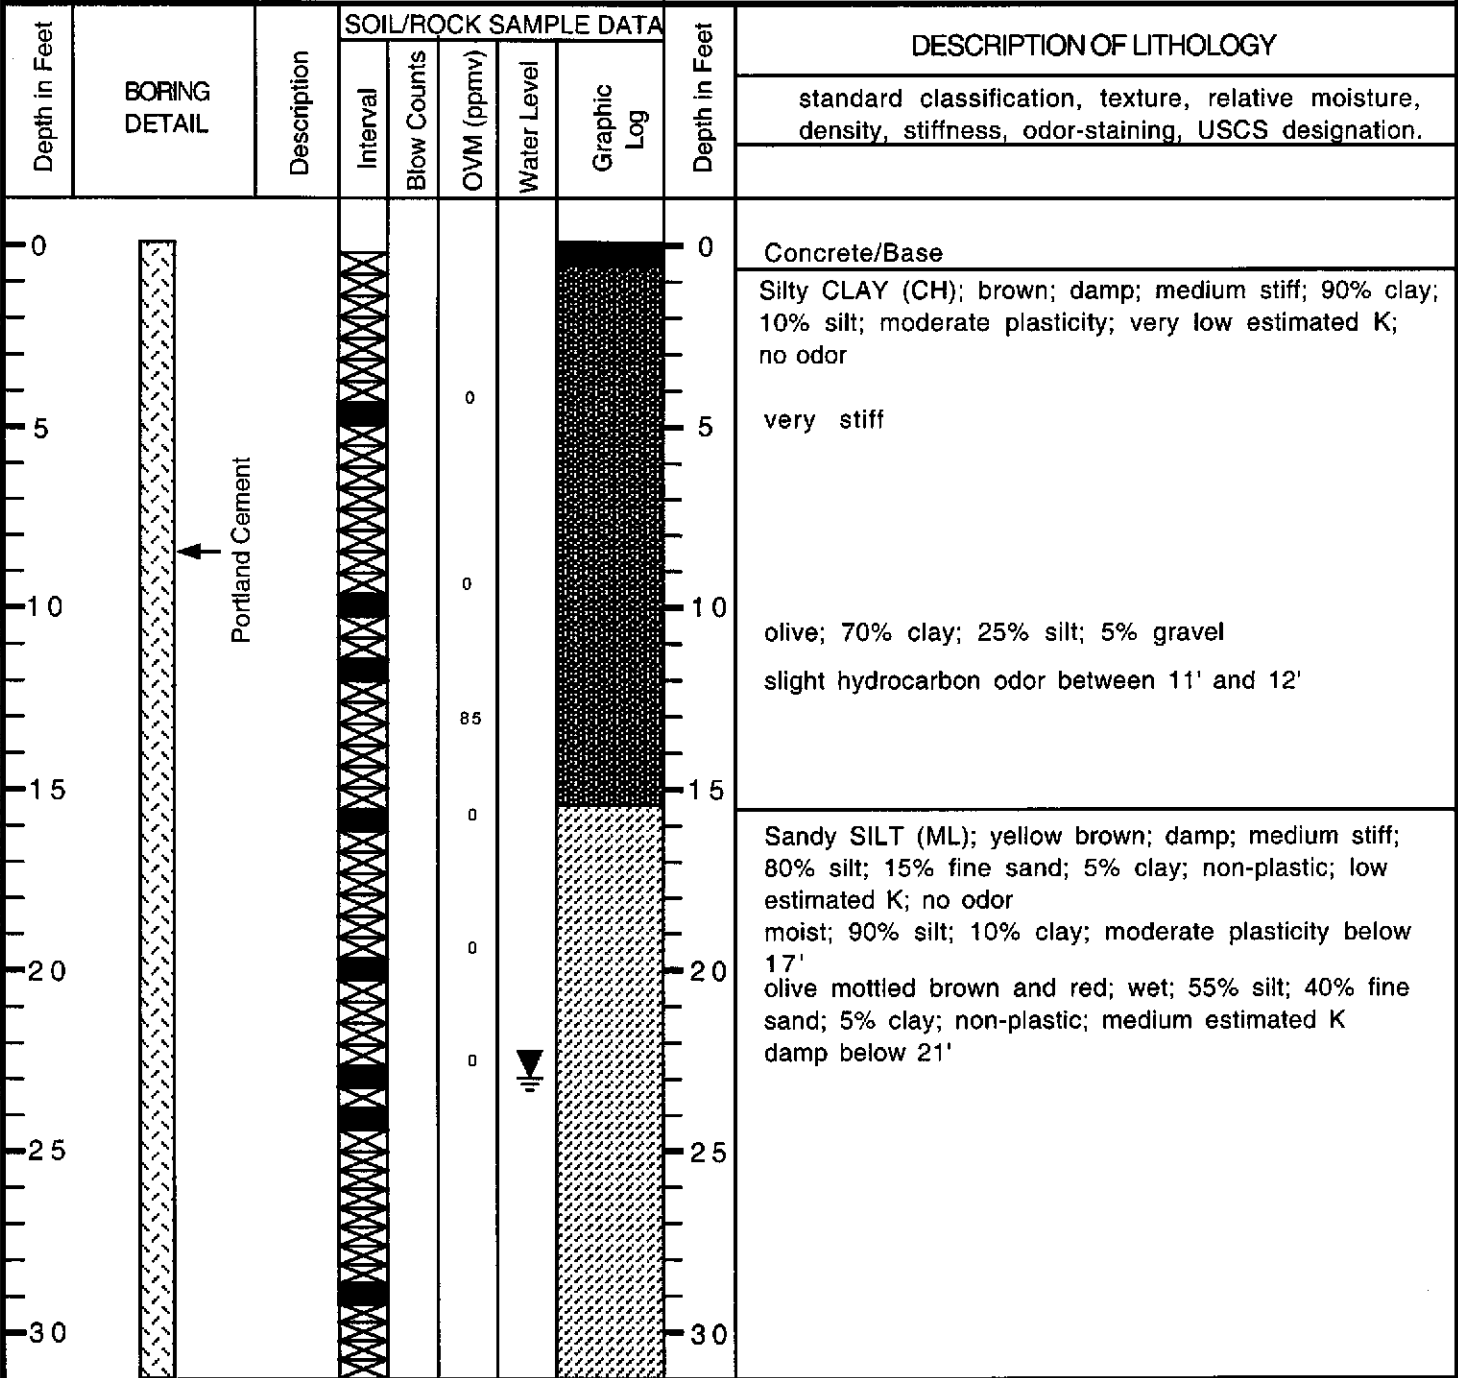 SOIL/ROCK SAMPLE DATA
Depth in Feet
BORING
DETAIL
Description
Interval
Blow Counts
OVM (ppmv)
Water Level
Graphic
Log
Depth in Feet
DESCRIPTION OF LITHOLOGY
standard classification, texture, relative moisture,
density, stiffness, odor-staining, USCS designation.
0
5
10
15
20
25
30
Portland Cement
0
0
85
0
0
0
0
5
10
15
20
25
30
Concrete/Base
Silty CLAY (CH); brown; damp; medium stiff; 90% clay;
10% silt; moderate plasticity; very low estimated K;
no odor
very stiff
olive; 70% clay; 25% silt; 5% gravel
slight hydrocarbon odor between 11' and 12'
Sandy SILT (ML); yellow brown; damp; medium stiff;
80% silt; 15% fine sand; 5% clay; non-plastic; low
estimated K; no odor
moist; 90% silt; 10% clay; moderate plasticity below
17'
olive mottled brown and red; wet; 55% silt; 40% fine
sand; 5% clay; non-plastic; medium estimated K
damp below 21'